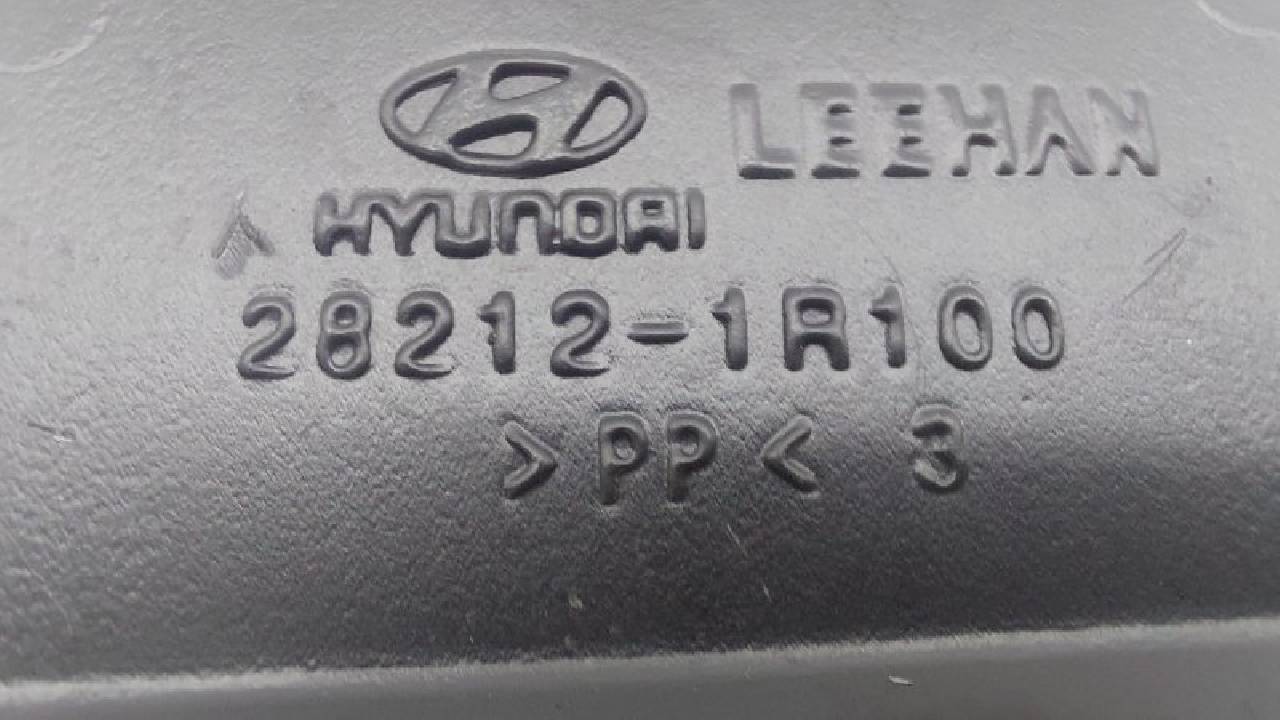 LEEHAN
HYUNDAI
28212-1R100
>PP< 3